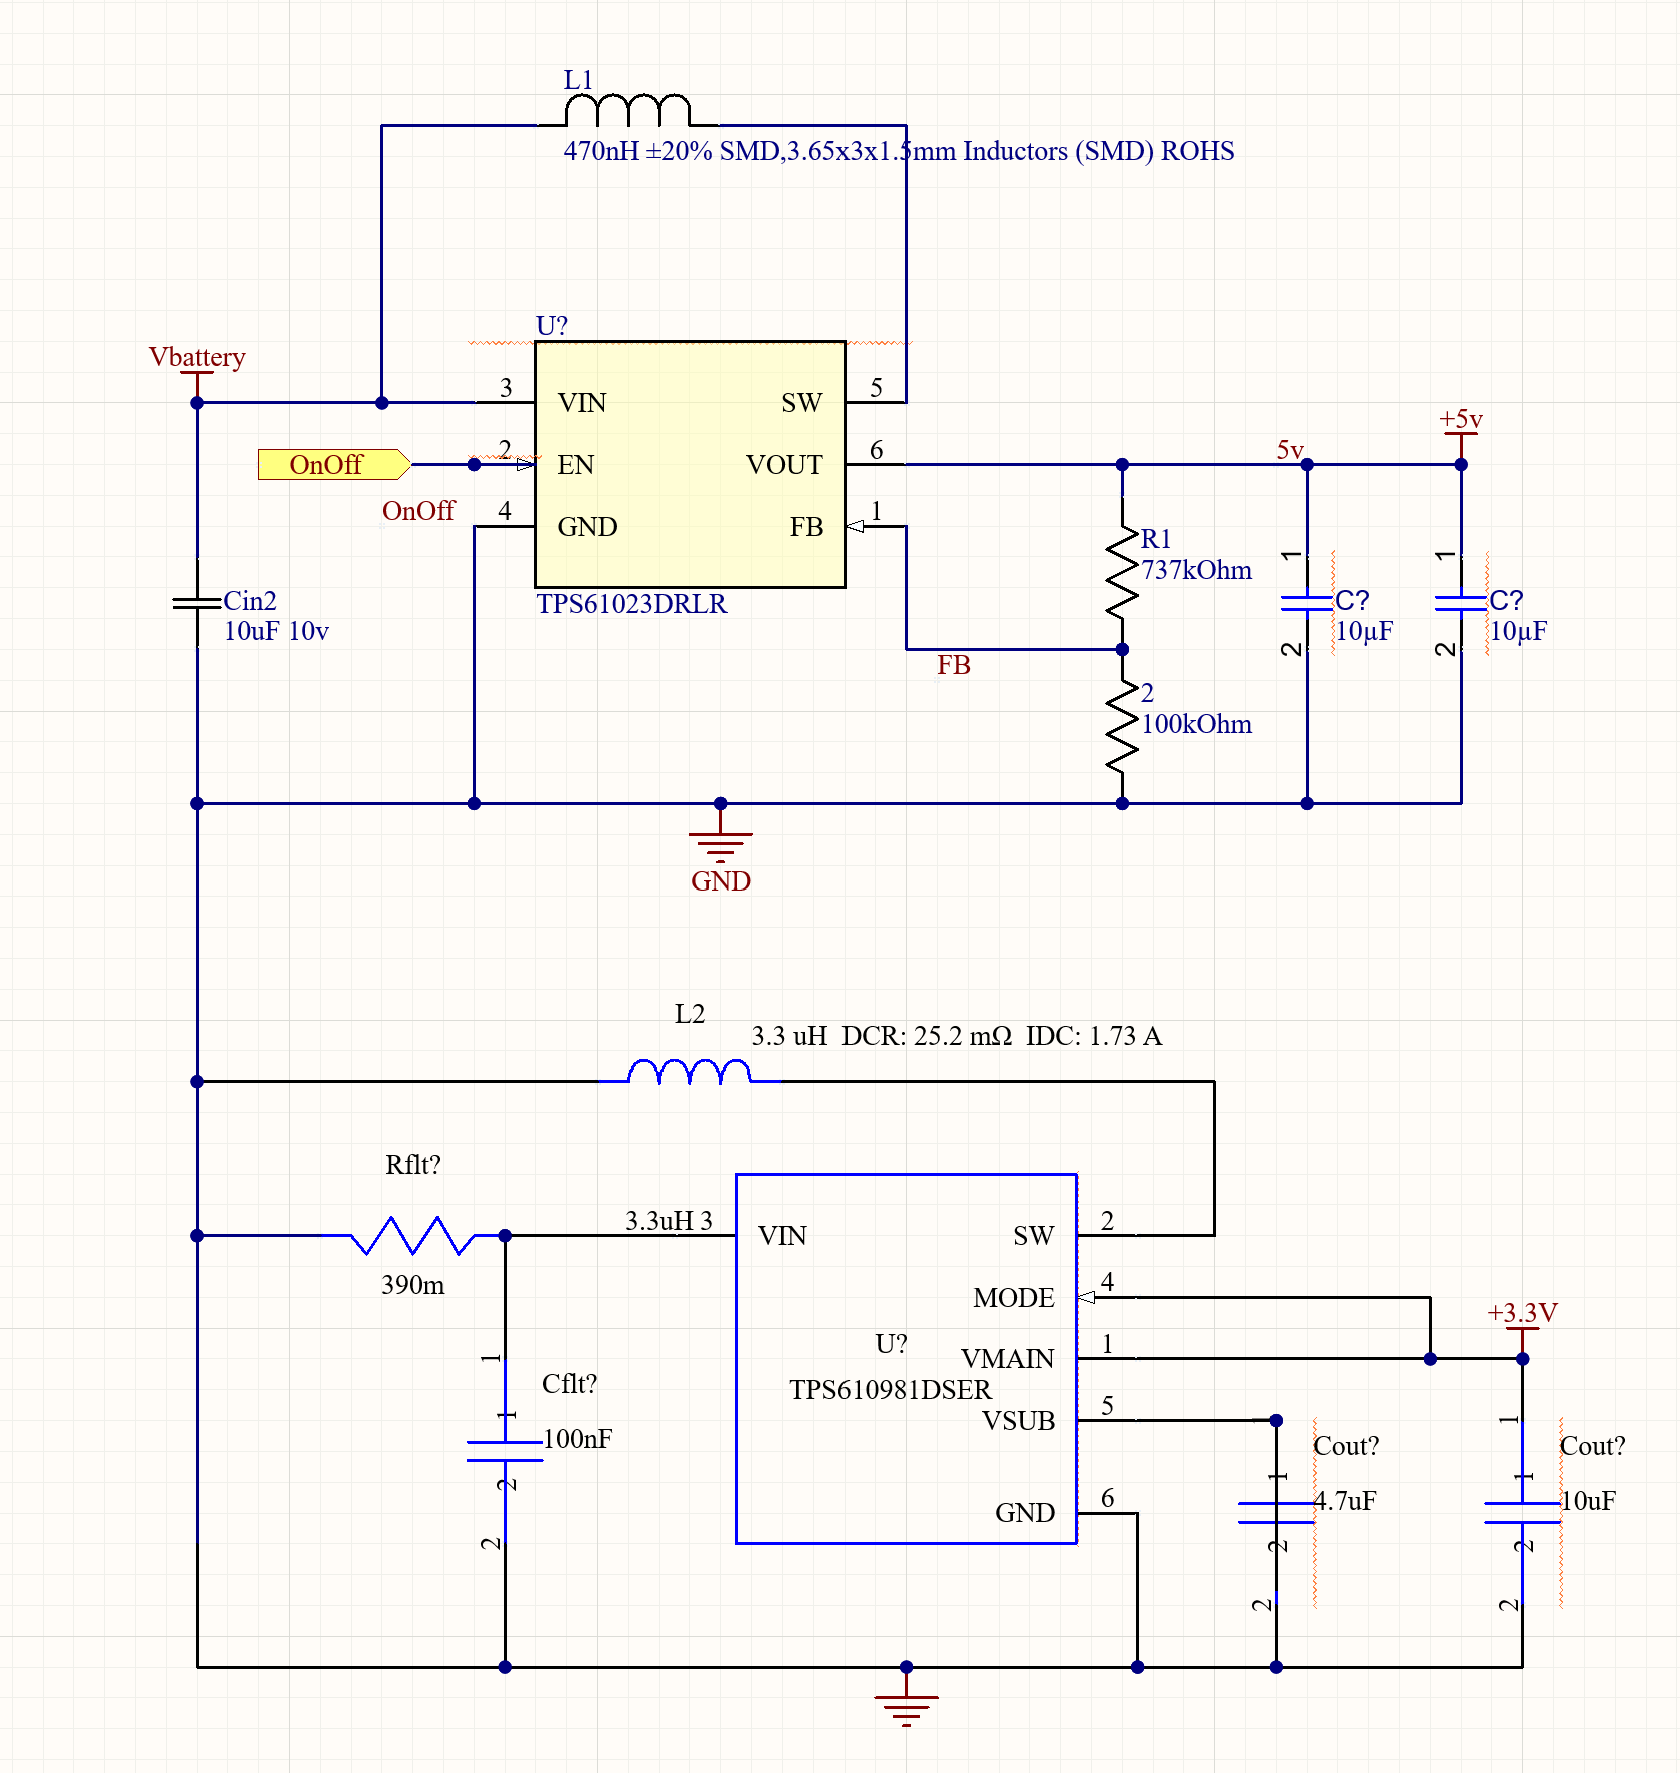 L1
470nH ±20% SMD,3.65x3x1.5mm Inductors (SMD) ROHS
U?
Vbattery
3
VIN
SW
5
+5v
OnOff
2
EN
VOUT
6
5v
OnOff
4
GND
FB
1
R1
737kOhm
1
1
Cin2
10uF 10v
TPS61023DRLR
C?
10µF
C?
10µF
2
2
FB
2
100kOhm
GND
L2
3.3 uH  DCR: 25.2 mΩ  IDC: 1.73 A
Rflt?
390m
3.3uH 3
VIN
SW
2
MODE
4
+3.3V
U?
VMAIN
1
TPS610981DSER
VSUB
5
1
Cflt?
1
100nF
2
2
GND
6
1
Cout?
1
4.7uF
2
2
Cout?
1
10uF
2
2